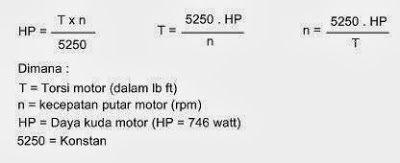 HP = T x n / 5250
T = 5250 . HP / n
n = 5250 . HP / T
Dimana :
T = Torsi motor (dalam lb ft)
n = kecepatan putar motor (rpm)
HP = Daya kuda motor (HP = 746 watt)
5250 = Konstan